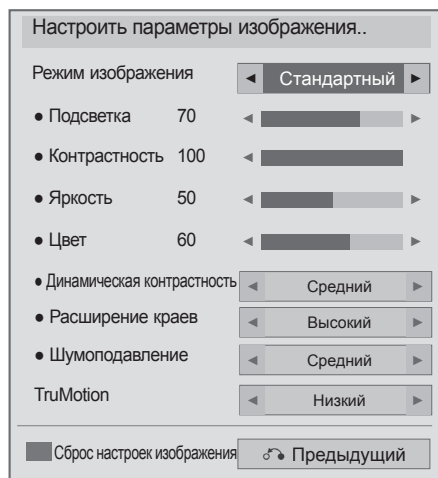 Настроить параметры изображения..
Режим изображения ◄ Стандартный ►
● Подсветка 70 ◄ ►
● Контрастность 100 ◄
● Яркость 50 ◄ ►
● Цвет 60 ◄ ►
● Динамическая контрастность ◄ Средний ►
● Расширение краев ◄ Высокий ►
● Шумоподавление ◄ Средний ►
TruMotion ◄ Низкий ►
Сброс настроек изображения Предыдущий